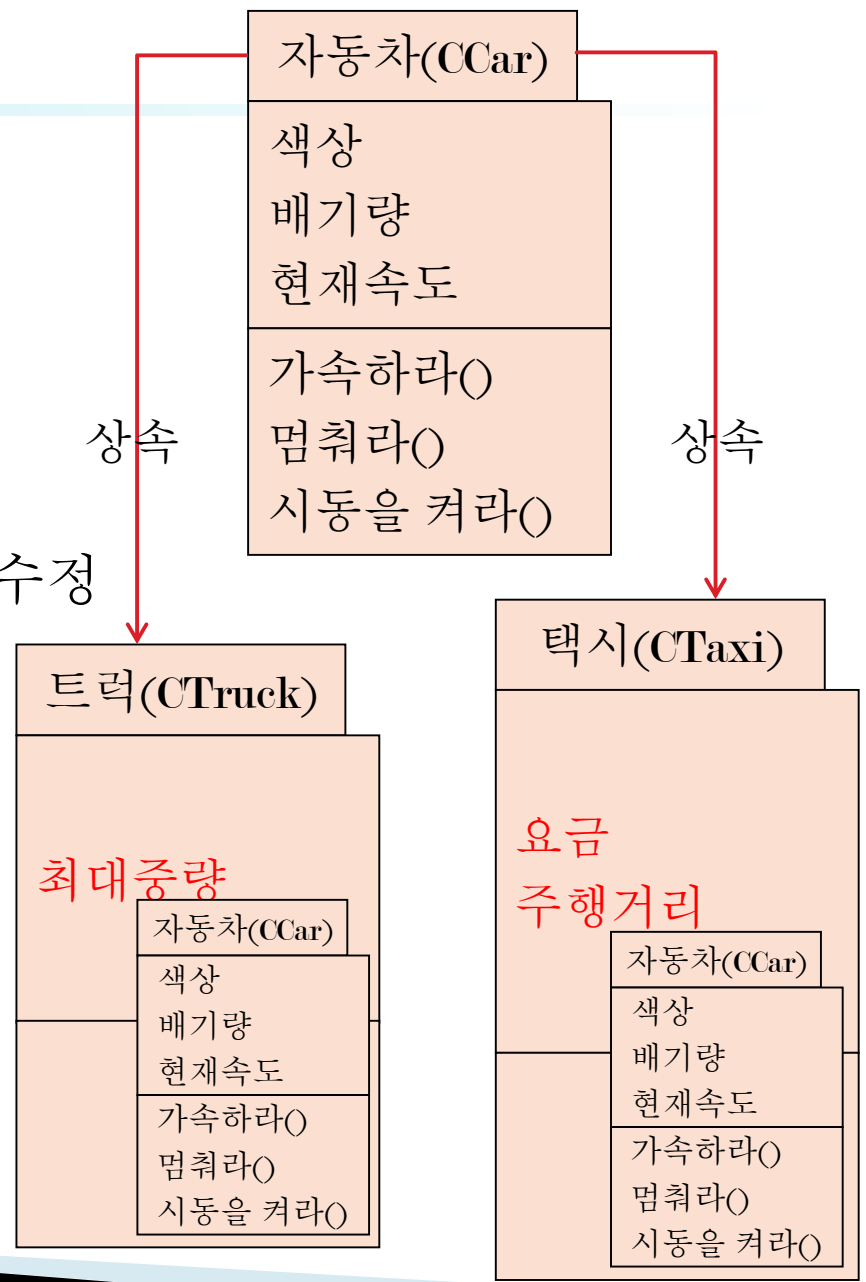 자동차(CCar)
색상
배기량
현재속도
가속하라()
멈춰라()
시동을 켜라()
상속
상속
수정
트럭(CTruck)
최대중량
자동차(CCar)
색상
배기량
현재속도
가속하라()
멈춰라()
시동을 켜라()
택시(CTaxi)
요금
주행거리
자동차(CCar)
색상
배기량
현재속도
가속하라()
멈춰라()
시동을 켜라()